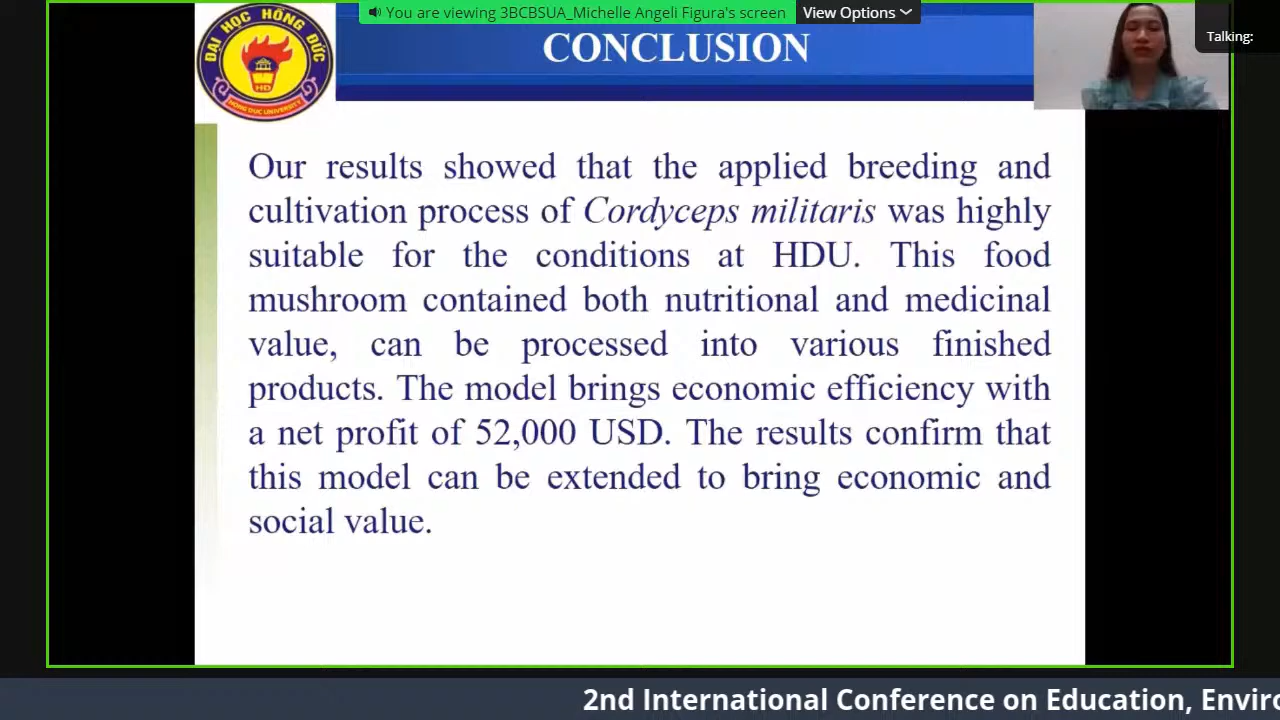 You are viewing 3BCBSUA_Michelle Angeli Figura's screen
View Options
Talking:
ĐẠI HỌC HỒNG ĐỨC
HD
HONG DUC UNIVERSITY
CONCLUSION
Our results showed that the applied breeding and
cultivation process of Cordyceps militaris was highly
suitable for the conditions at HDU. This food
mushroom contained both nutritional and medicinal
value, can be processed into various finished
products. The model brings economic efficiency with
a net profit of 52,000 USD. The results confirm that
this model can be extended to bring economic and
social value.
2nd International Conference on Education, Enviro